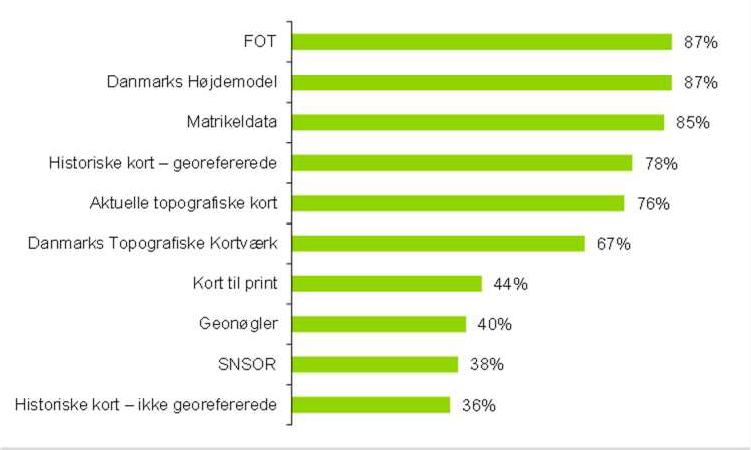 FOT 87%
Danmarks Højdemodel 87%
Matrikeldata 85%
Historiske kort – georefererede 78%
Aktuelle topografiske kort 76%
Danmarks Topografiske Kortværk 67%
Kort til print 44%
Geonøgler 40%
SNSOR 38%
Historiske kort – ikke georefererede 36%